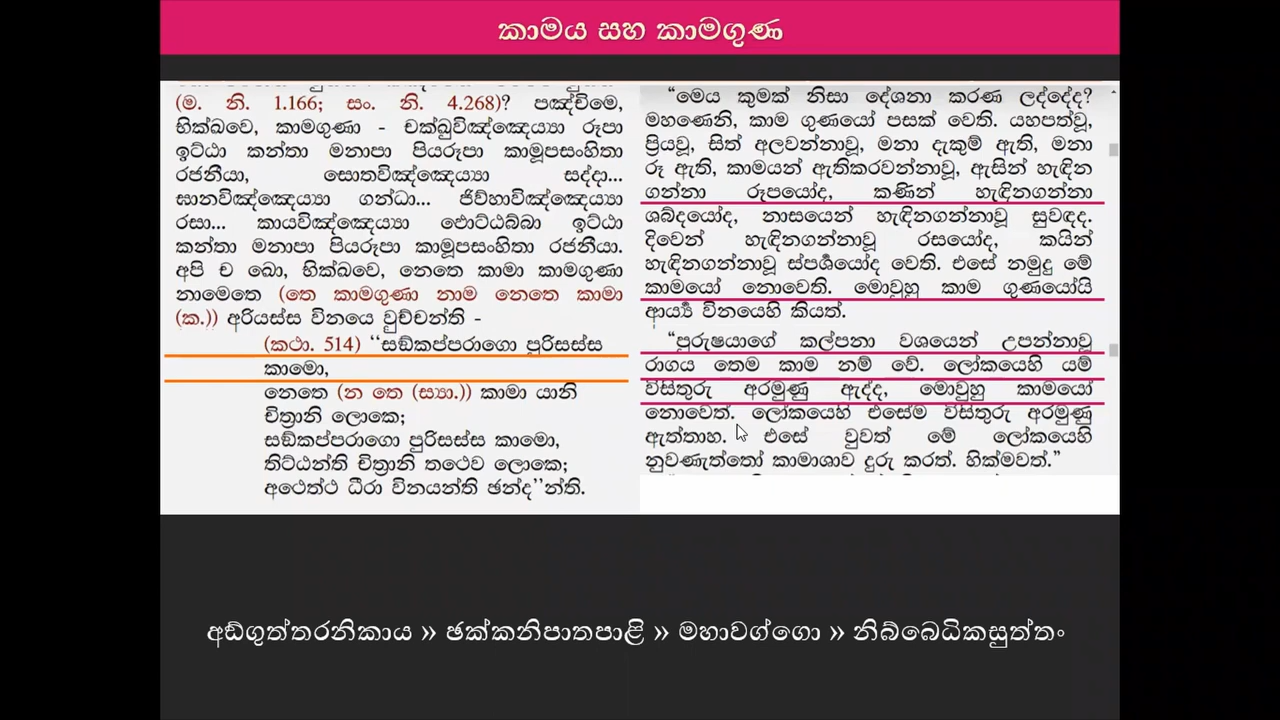 කාමය සහ කාමගුණ
(ම. නි. 1.166; සං. නි. 4.268)? පඤ්චිමෙ,
භික්ඛවෙ, කාමගුණා - චක්ඛුවිඤ්ඤෙය්‍යා රූපා
ඉට්ඨා කන්තා මනාපා පියරූපා කාමූපසංහිතා
රජනීයා, සොතවිඤ්ඤෙය්‍යා සද්දා...
ඝානවිඤ්ඤෙය්‍යා ගන්ධා... ජිව්හාවිඤ්ඤෙය්‍යා
රසා... කායවිඤ්ඤෙය්‍යා ඵොට්ඨබ්බා ඉට්ඨා
කන්තා මනාපා පියරූපා කාමූපසංහිතා රජනීයා.
අපි ච ඛො, භික්ඛවෙ, නෙතෙ කාමා කාමගුණා
නාමෙතෙ (තෙ කාමගුණා නාම නෙතෙ කාමා
(ක.)) අරියස්ස විනයෙ වුච්චන්ති -
(කථා. 514) ‘‘සඞ්කප්පරාගො පුරිසස්ස
කාමො,
නෙතෙ (න තෙ (ස්‍යා.)) කාමා යානි
චිත්‍රානි ලොකෙ;
සඞ්කප්පරාගො පුරිසස්ස කාමො,
තිට්ඨන්ති චිත්‍රානි තථෙව ලොකෙ;
අථෙත්ථ ධීරා විනයන්ති ඡන්ද’’න්ති.
“මෙය කුමක් නිසා දේශනා කරණ ලද්දේද?
මහණෙනි, කාම ගුණයෝ පසක් වෙති. යහපත්වූ,
ප්‍රියවූ, සිත් අලවන්නාවූ, මනා දැකුම් ඇති, මනා
රූ ඇති, කාමයන් ඇතිකරවන්නාවූ, ඇසින් හැඳින
ගන්නා රූපයෝද, කණින් හැඳිනගන්නා
ශබ්දයෝද, නාසයෙන් හැඳිනගන්නාවූ සුවඳද.
දිවෙන් හැඳිනගන්නාවූ රසයෝද, කයින්
හැඳිනගන්නාවූ ස්පර්‍ශයෝද වෙති. එසේ නමුදු මේ
කාමයෝ නොවෙති. මොවුහු කාම ගුණයෝයි
ආර්‍ය්‍ය විනයෙහි කියත්.
“පුරුෂයාගේ කල්පනා වශයෙන් උපන්නාවූ
රාගය තෙම කාම නම් වේ. ලෝකයෙහි යම්
විසිතුරු අරමුණු ඇද්ද, මොවුහු කාමයෝ
නොවෙත්. ලෝකයෙහි එසේම විසිතුරු අරමුණු
ඇත්තාහ. එසේ වුවත් මේ ලෝකයෙහි
නුවණැත්තෝ කාමාශාව දුරු කරත්. හික්මවත්.”
අඞ්ගුත්තරනිකාය » ඡක්කනිපාතපාළි » මහාවග්ගො » නිබ්බෙධිකසුත්තං